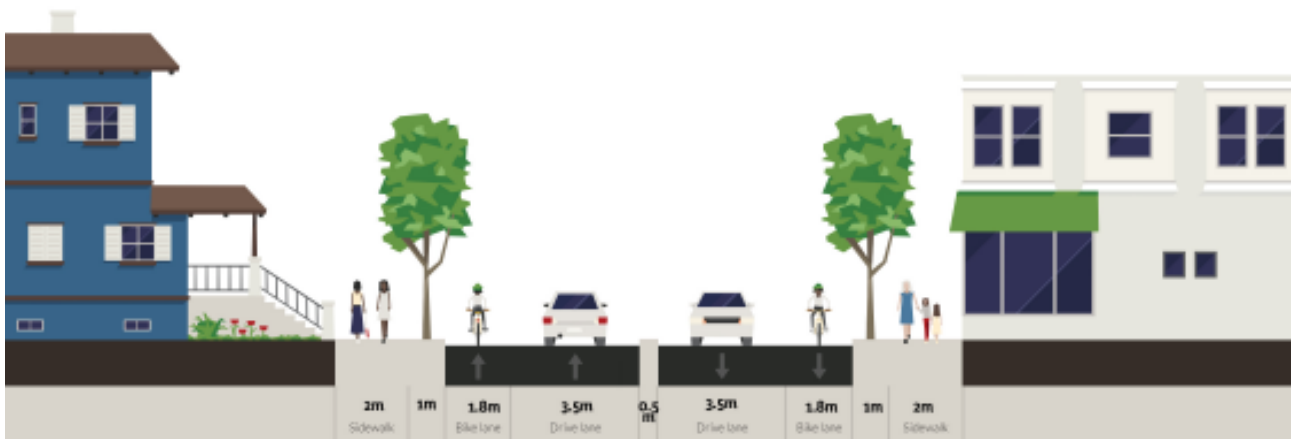 2m
Sidewalk
1m
1.8m
Bike lane
3.5m
Drive lane
0.5
m
3.5m
Drive lane
1.8m
Bike lane
1m
2m
Sidewalk